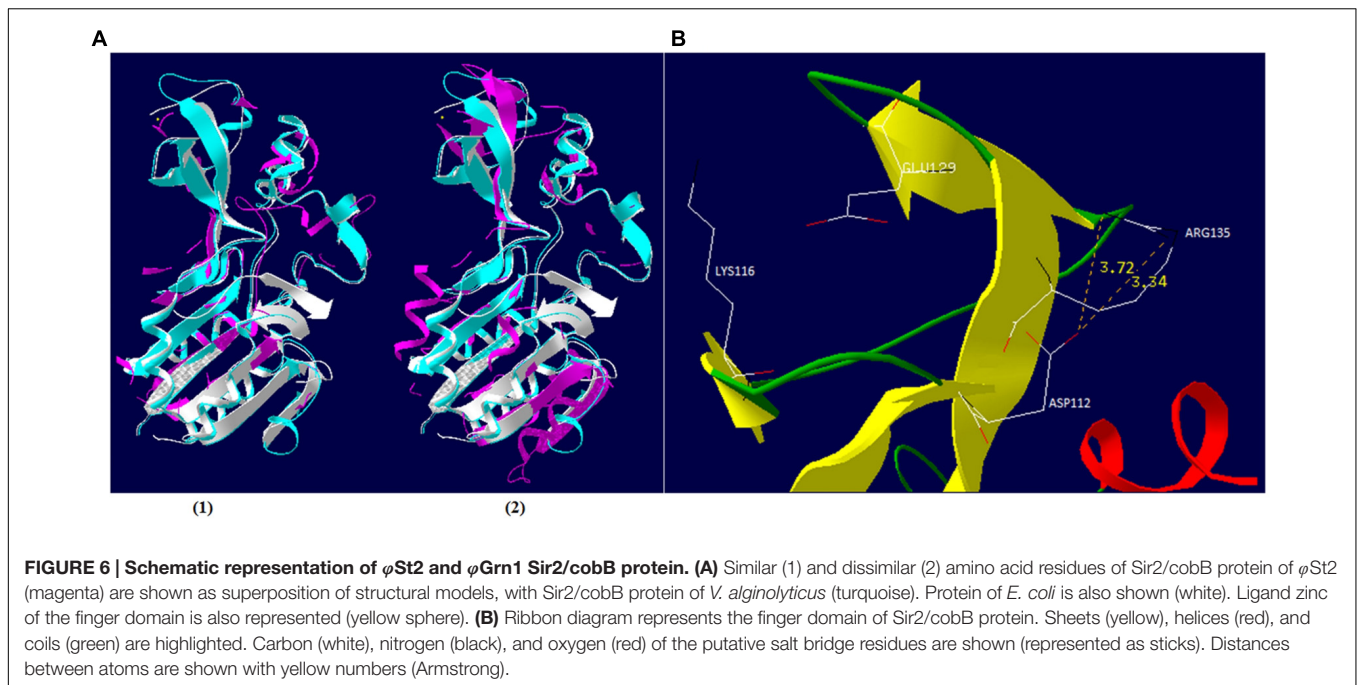 A
B
GLU129
ARG135
LYS116
3.72
3.34
ASP112
(1)
(2)
FIGURE 6 | Schematic representation of φSt2 and φGrn1 Sir2/cobB protein. (A) Similar (1) and dissimilar (2) amino acid residues of Sir2/cobB protein of φSt2
(magenta) are shown as superposition of structural models, with Sir2/cobB protein of V. alginolyticus (turquoise). Protein of E. coli is also shown (white). Ligand zinc
of the finger domain is also represented (yellow sphere). (B) Ribbon diagram represents the finger domain of Sir2/cobB protein. Sheets (yellow), helices (red), and
coils (green) are highlighted. Carbon (white), nitrogen (black), and oxygen (red) of the putative salt bridge residues are shown (represented as sticks). Distances
between atoms are shown with yellow numbers (Armstrong).